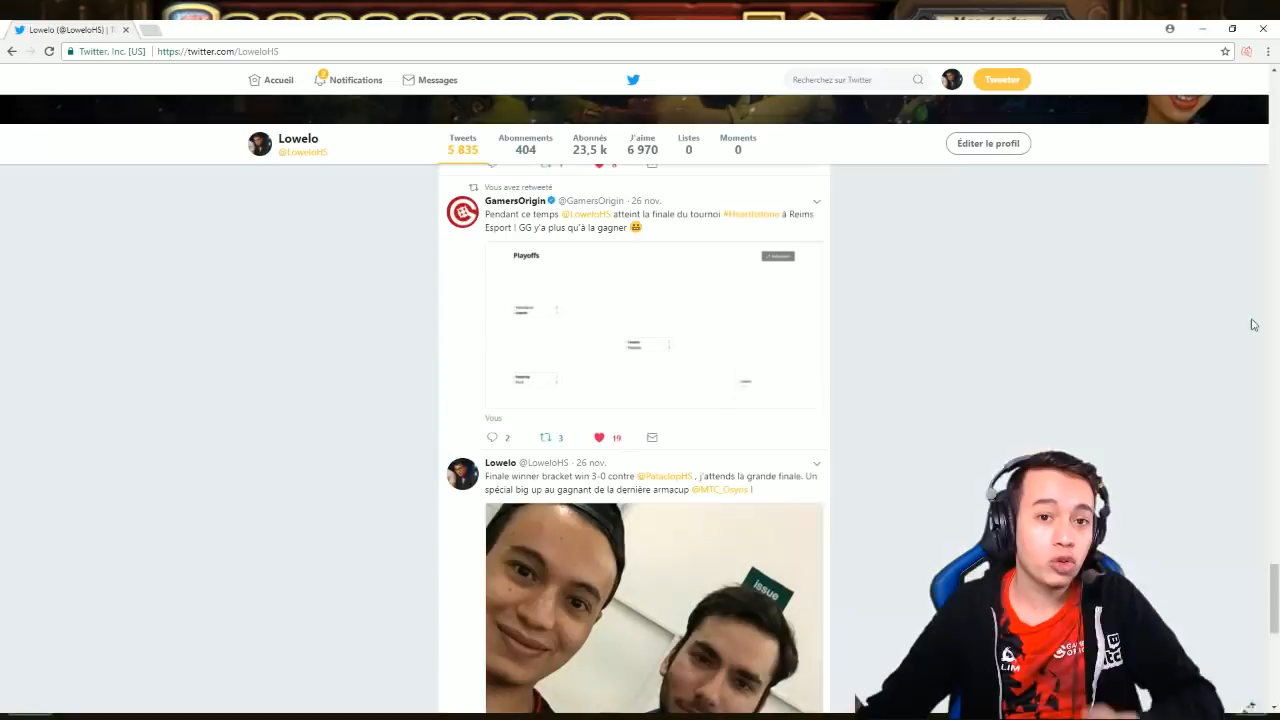 Lowelo (@LoweloHS) | T
Twitter, Inc. [US] https://twitter.com/LoweloHS
Accueil 2 Notifications Messages Recherchez sur Twitter Tweeter
Lowelo
@LoweloHS
Tweets Abonnements Abonnés J'aime Listes Moments
5 835 404 23,5 k 6 970 0 0
Éditer le profil
Vous avez retweeté
GamersOrigin @GamersOrigin · 26 nov.
Pendant ce temps @LoweloHS atteint la finale du tournoi #Hearthstone à Reims
Esport ! GG y'a plus qu'à la gagner
Playoffs
Vous
2 3 19
Lowelo @LoweloHS · 26 nov.
Finale winner bracket win 3-0 contre @PataclopHS , j'attends la grande finale. Un
spécial big up au gagnant de la dernière armacup @MTC_Osyns !
issue